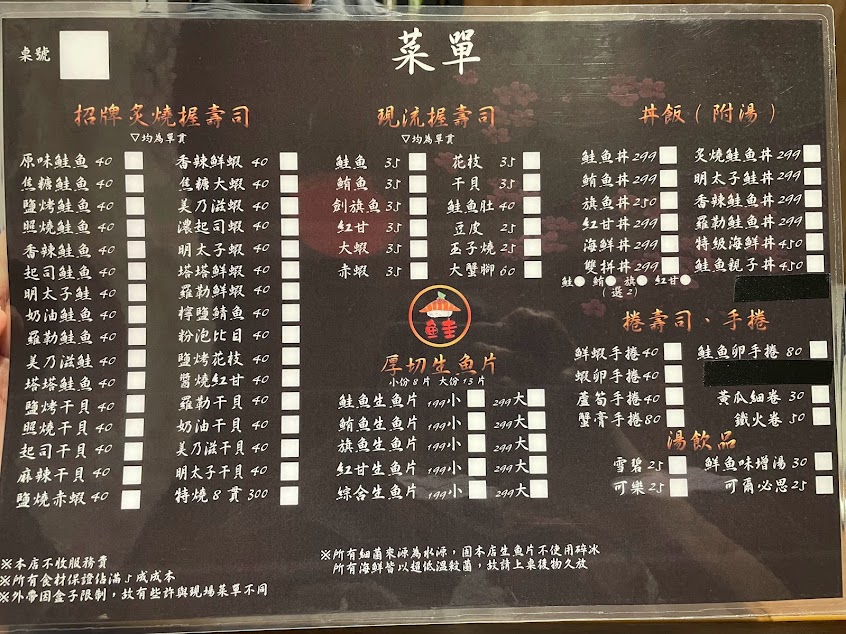 菜單
桌號
招牌炙燒握壽司
▽均為單貫
原味鮭魚 40
焦糖鮭魚 40
鹽烤鮭魚 40
照燒鮭魚 40
香辣鮭魚 40
起司鮭魚 40
明太子鮭 40
奶油鮭魚 40
羅勒鮭魚 40
美乃滋鮭 40
塔塔鮭魚 40
鹽烤干貝 40
照燒干貝 40
起司干貝 40
麻辣干貝 40
鹽燒赤蝦 40
香辣鮮蝦 40
焦糖大蝦 40
美乃滋蝦 40
濃起司蝦 40
明太子蝦 40
塔塔鮮蝦 40
羅勒鮮蝦 40
檸鹽鯖魚 40
粉泡比目 40
鹽烤花枝 40
醬燒紅甘 40
羅勒干貝 40
奶油干貝 40
美乃滋干貝 40
明太子干貝 40
特燒8貫 300
現流握壽司
▽均為單貫
鮭魚 35
鮪魚 35
劍旗魚 35
紅甘 35
大蝦 35
赤蝦 35
花枝 35
干貝 35
鮭魚肚 40
豆皮 25
玉子燒 25
大蟹腳 60
鮭魚
厚切生魚片
小份8片 大份13片
鮭魚生魚片 199小 299大
鮪魚生魚片 199小 299大
旗魚生魚片 199小 299大
紅甘生魚片 199小 299大
綜合生魚片 199小 299大
丼飯(附湯)
鮭魚丼 299
鮪魚丼 299
旗魚丼 250
紅甘丼 299
海鮮丼 299
雙拼丼 299
鮭 鮪 旗 紅甘
(選2)
炙燒鮭魚丼 299
明太子鮭丼 299
香辣鮭魚丼 299
羅勒鮭魚丼 299
特級海鮮丼 450
鮭魚親子丼 450
捲壽司、手捲
鮮蝦手捲 40
蝦卵手捲 40
蘆筍手捲 40
蟹膏手捲 80
鮭魚卵手捲 80
黃瓜細卷 30
鐵火卷 50
湯飲品
雪碧 25
可樂 25
鮮魚味增湯 30
可爾必思 25
※本店不收服務費
※所有食材保證佔滿5成成本
※外帶因盒子限制，故有些許與現場菜單不同
※所有細菌來源為水源，固本店生魚片不使用碎冰
所有海鮮皆以超低溫殺菌，故請上桌後物久放